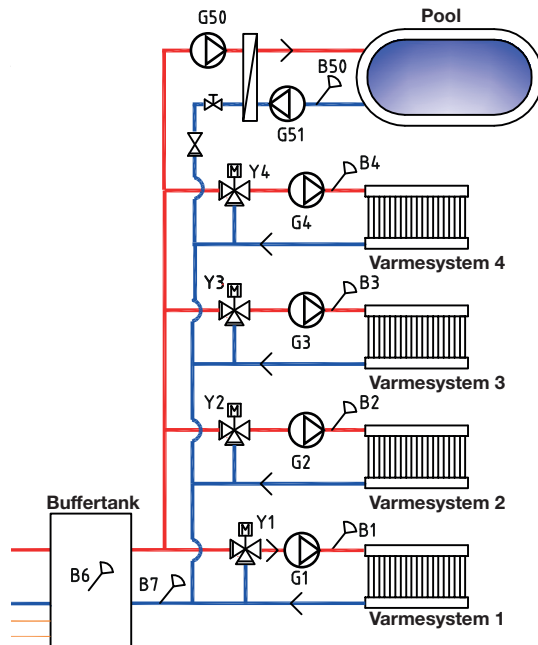 G50
Pool
B50
G51
M
Y4
B4
G4
Varmesystem 4
Y3
M
B3
G3
Varmesystem 3
Y2
M
B2
G2
Varmesystem 2
Buffertank
Y1
M
B1
B6
B7
G1
Varmesystem 1